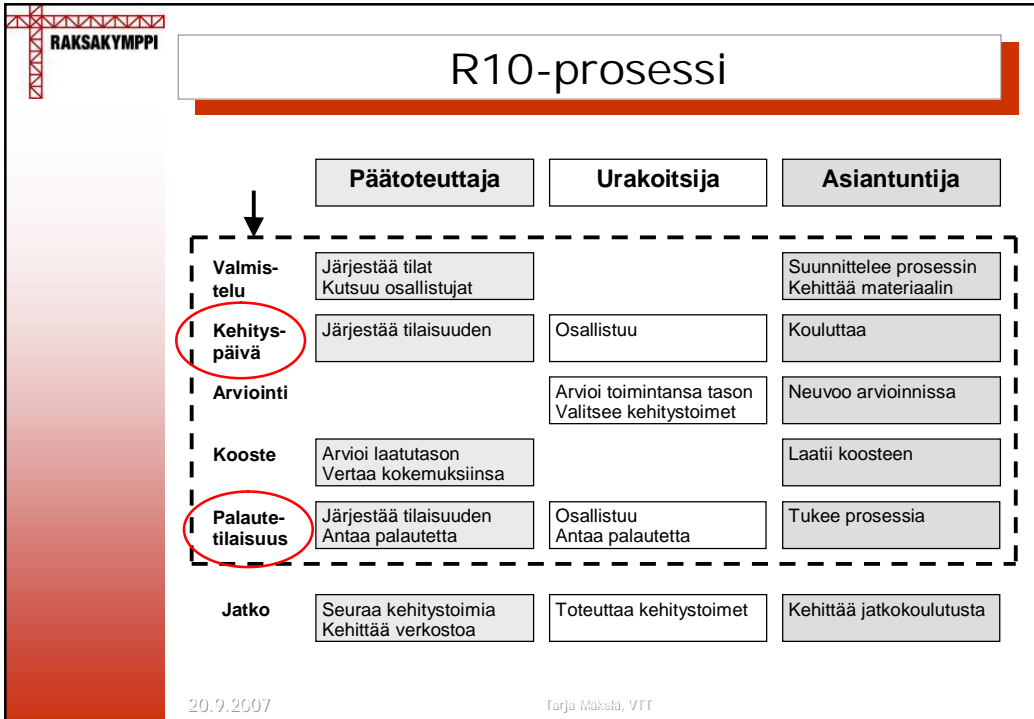 RAKSAKYMPPI
R10-prosessi
Päätoteuttaja
Urakoitsija
Asiantuntija
Valmis-
telu
Järjestää tilat
Kutsuu osallistujat
Suunnittelee prosessin
Kehittää materiaalin
Kehitys-
päivä
Järjestää tilaisuuden
Osallistuu
Kouluttaa
Arviointi
Arvioi toimintansa tason
Valitsee kehitystoimet
Neuvoo arvioinnissa
Kooste
Arvioi laatutason
Vertaa kokemuksiinsa
Laatii koosteen
Palaute-
tilaisuus
Järjestää tilaisuuden
Antaa palautetta
Osallistuu
Antaa palautetta
Tukee prosessia
Jatko
Seuraa kehitystoimia
Kehittää verkostoa
Toteuttaa kehitystoimet
Kehittää jatkokoulutusta
20.9.2007
Tarja Mäkelä, VTT